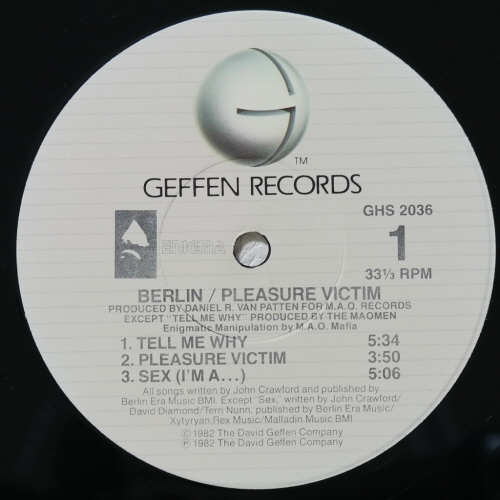 G
TM
GEFFEN RECORDS
GHS 2036
ENIGMA
1
33⅓ RPM
BERLIN / PLEASURE VICTIM
PRODUCED BY DANIEL R. VAN PATTEN FOR M.A.O. RECORDS
EXCEPT "TELL ME WHY" PRODUCED BY THE MAOMEN
Enigmatic Manipulation by M.A.O. Mafia
1. TELL ME WHY 5:34
2. PLEASURE VICTIM 3:50
3. SEX (I'M A...) 5:06
All songs written by John Crawford and published by
Berlin Era Music BMI. Except "Sex," written by John Crawford/
David Diamond/Terri Nunn, published by Berlin Era Music/
Xytyryan Rex Music/Malladin Music BMI
©1982 The David Geffen Company
℗1982 The David Geffen Company